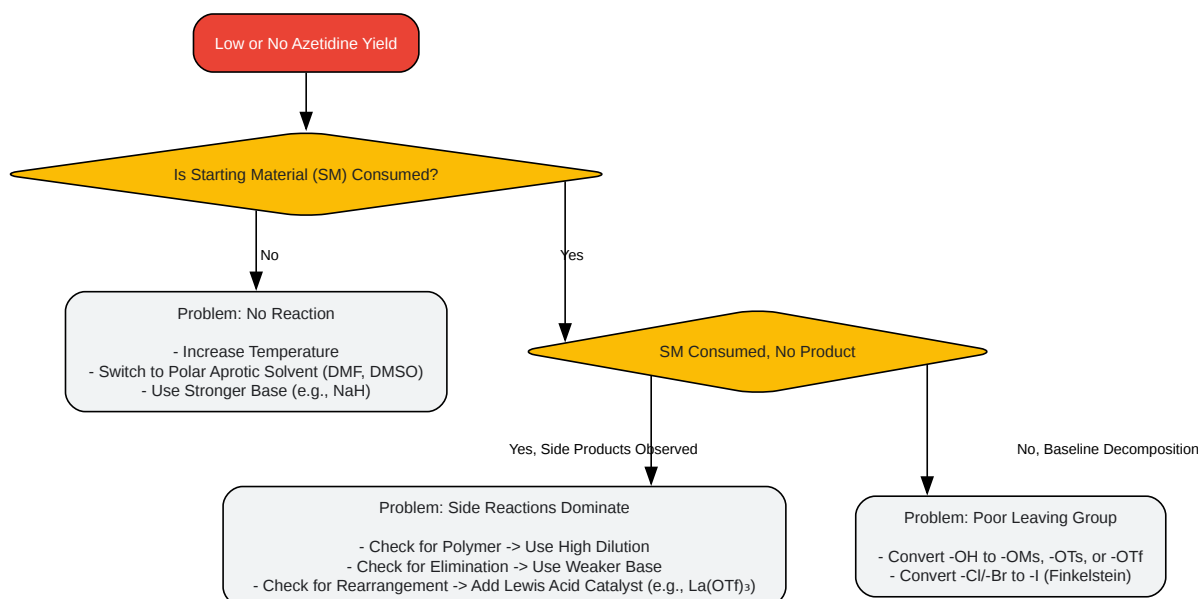 Low or No Azetidine Yield
Is Starting Material (SM) Consumed?
No
Yes
Problem: No Reaction
- Increase Temperature
- Switch to Polar Aprotic Solvent (DMF, DMSO)
- Use Stronger Base (e.g., NaH)
SM Consumed, No Product
Yes, Side Products Observed
No, Baseline Decomposition
Problem: Side Reactions Dominate
- Check for Polymer -> Use High Dilution
- Check for Elimination -> Use Weaker Base
- Check for Rearrangement -> Add Lewis Acid Catalyst (e.g., La(OTf)₃)
Problem: Poor Leaving Group
- Convert -OH to -OMs, -OTs, or -OTf
- Convert -Cl/-Br to -I (Finkelstein)